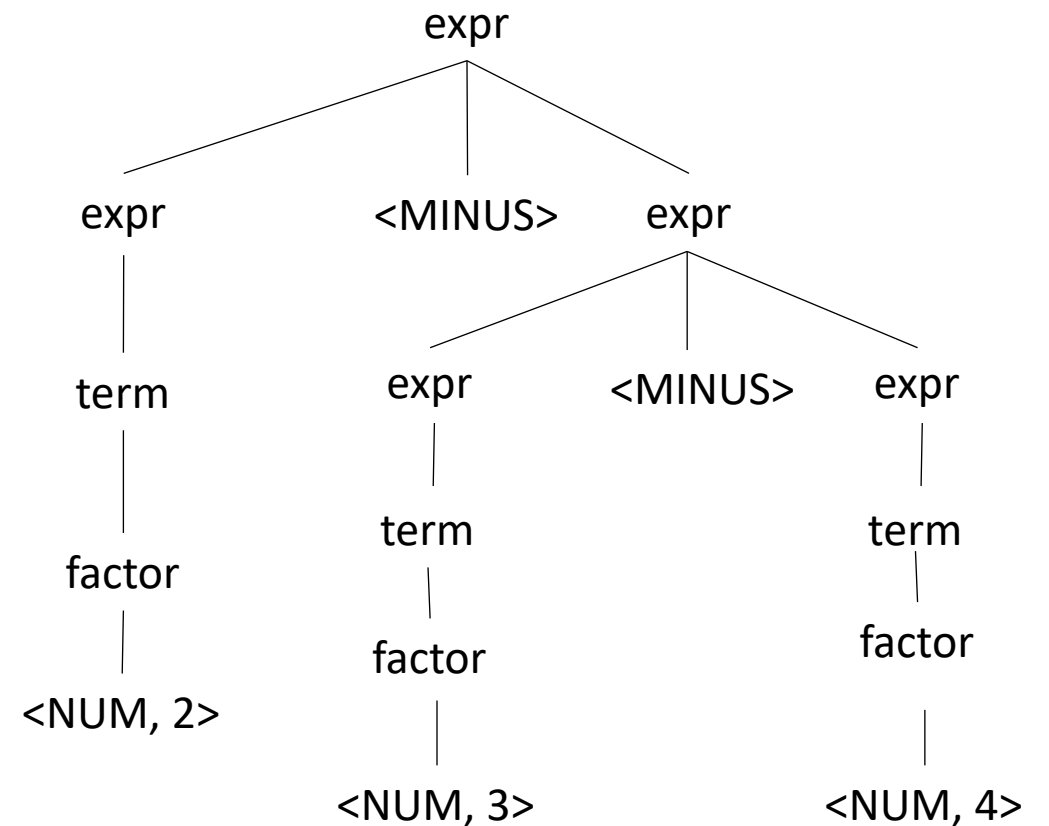 expr
expr <MINUS> expr
term expr <MINUS> expr
factor term term
<NUM, 2> factor factor
<NUM, 3> <NUM, 4>